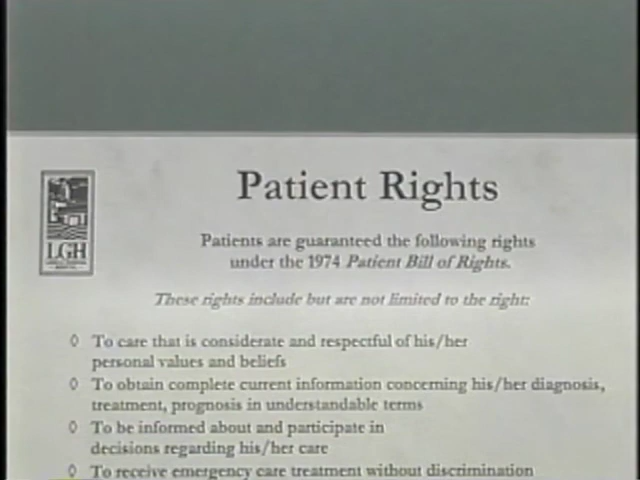 Patient Rights
LGH
Patients are guaranteed the following rights
under the 1974 Patient Bill of Rights.
These rights include but are not limited to the right:
◊ To care that is considerate and respectful of his/her
personal values and beliefs
◊ To obtain complete current information concerning his/her diagnosis,
treatment, prognosis in understandable terms
◊ To be informed about and participate in
decisions regarding his/her care
◊ To receive emergency care treatment without discrimination